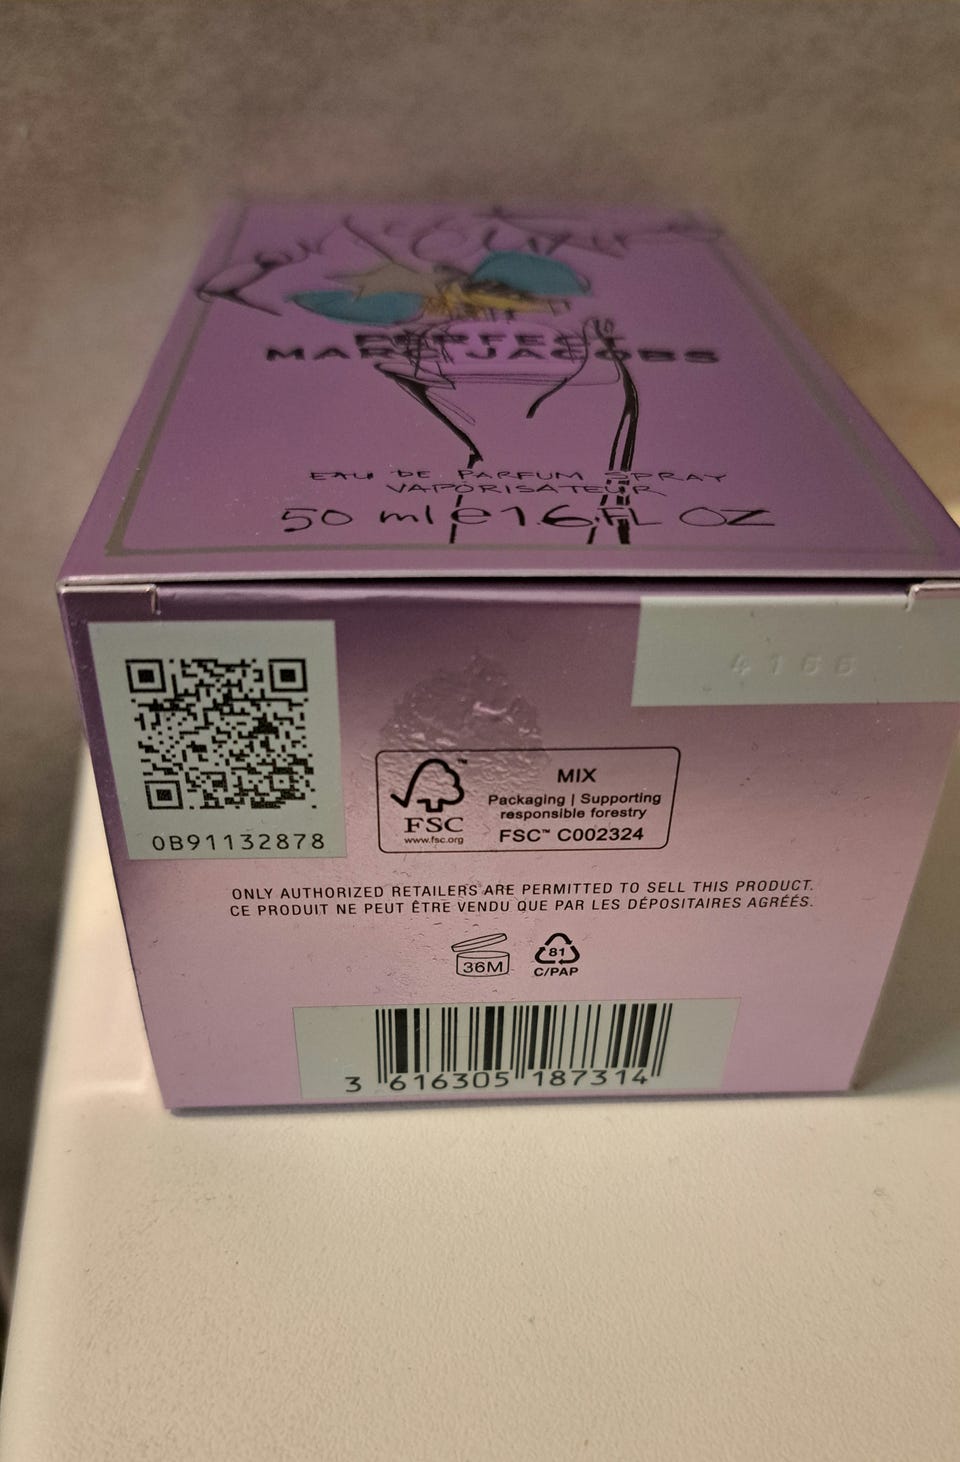 PERFECT
MARC JACOBS
EAU DE PARFUM SPRAY
VAPORISATEUR
50 ml e 1.6 FL OZ
4166
0B91132878
FSC™
www.fsc.org
MIX
Packaging | Supporting
responsible forestry
FSC™ C002324
ONLY AUTHORIZED RETAILERS ARE PERMITTED TO SELL THIS PRODUCT.
CE PRODUIT NE PEUT ÊTRE VENDU QUE PAR LES DÉPOSITAIRES AGRÉÉS.
36M
81
C/PAP
3 616305 187314